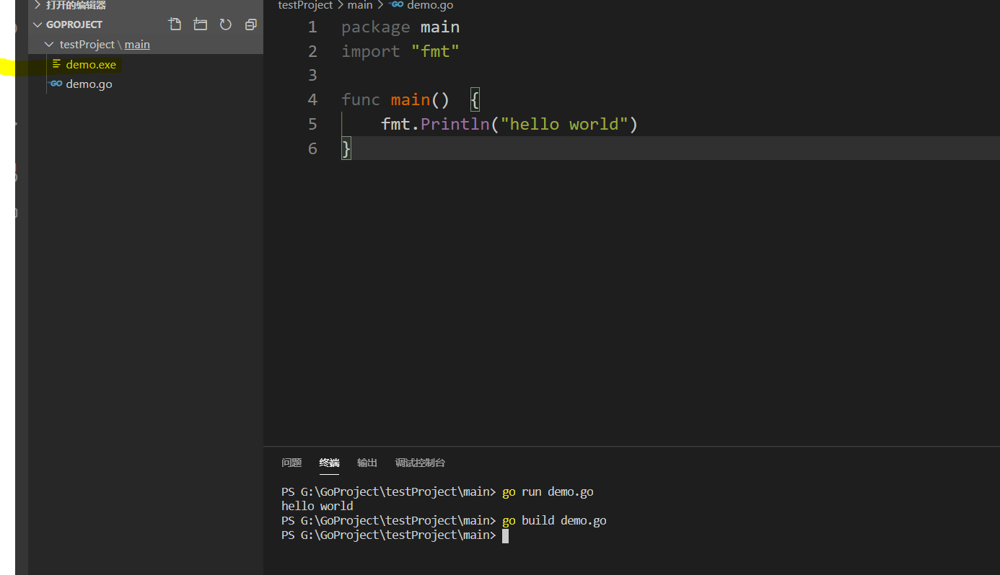 打开的编辑器
GOPROJECT
testProject \ main
demo.exe
demo.go
testProject > main > GO demo.go
1 package main
2 import "fmt"
3
4 func main()  {
5     fmt.Println("hello world")
6 }
问题 终端 输出 调试控制台
PS G:\GoProject\testProject\main> go run demo.go
hello world
PS G:\GoProject\testProject\main> go build demo.go
PS G:\GoProject\testProject\main>